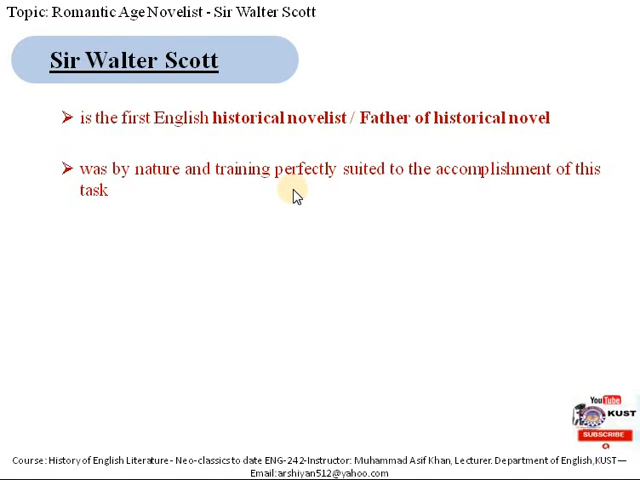 Topic: Romantic Age Novelist - Sir Walter Scott
Sir Walter Scott
➢ is the first English historical novelist / Father of historical novel
➢ was by nature and training perfectly suited to the accomplishment of this
task
YouTube
KUST
SUBSCRIBE
Course: History of English Literature - Neo-classics to date ENG-242-Instructor: Muhammad Asif Khan, Lecturer. Department of English,KUST—
Email:arshiyan512@yahoo.com